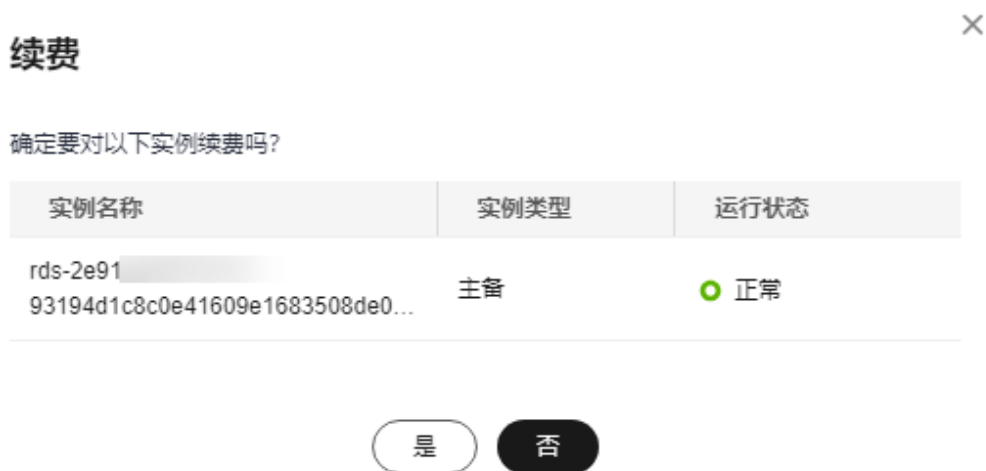 续费
确定要对以下实例续费吗?
实例名称 实例类型 运行状态
rds-2e91
93194d1c8c0e41609e1683508de0...
主备
正常
是 否